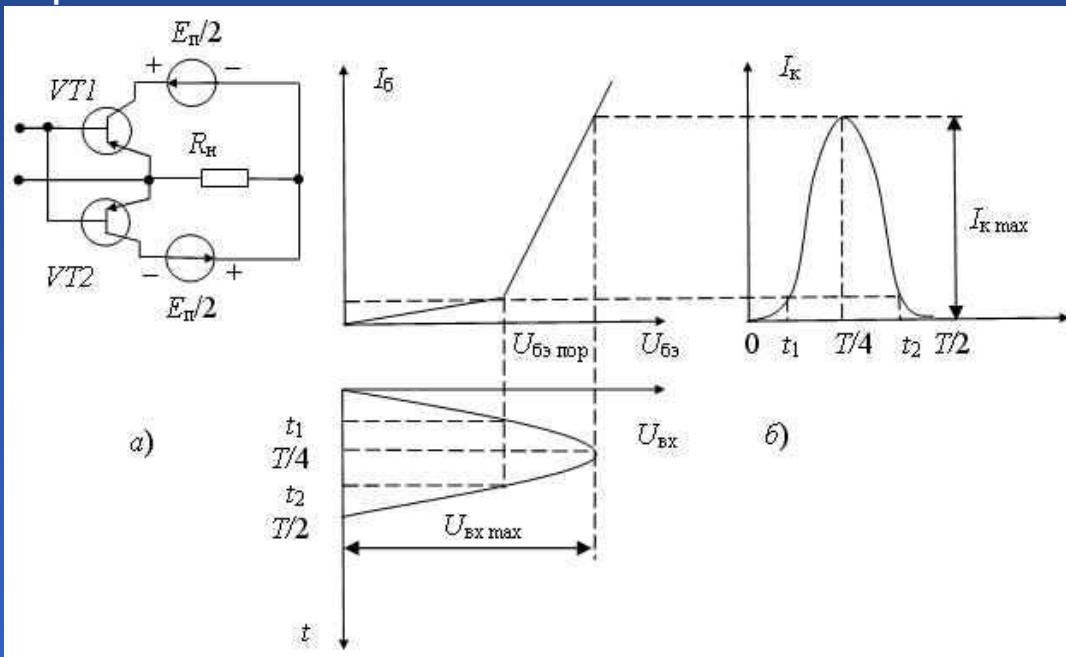 Eп/2
+ −
VT1
Rн
VT2
− +
Eп/2
Iб
Uбэ пор Uбэ
Iк
Iк max
0 t1 T/4 t2 T/2
а)
t1
T/4
t2
T/2
Uвх
Uвх max
t
б)